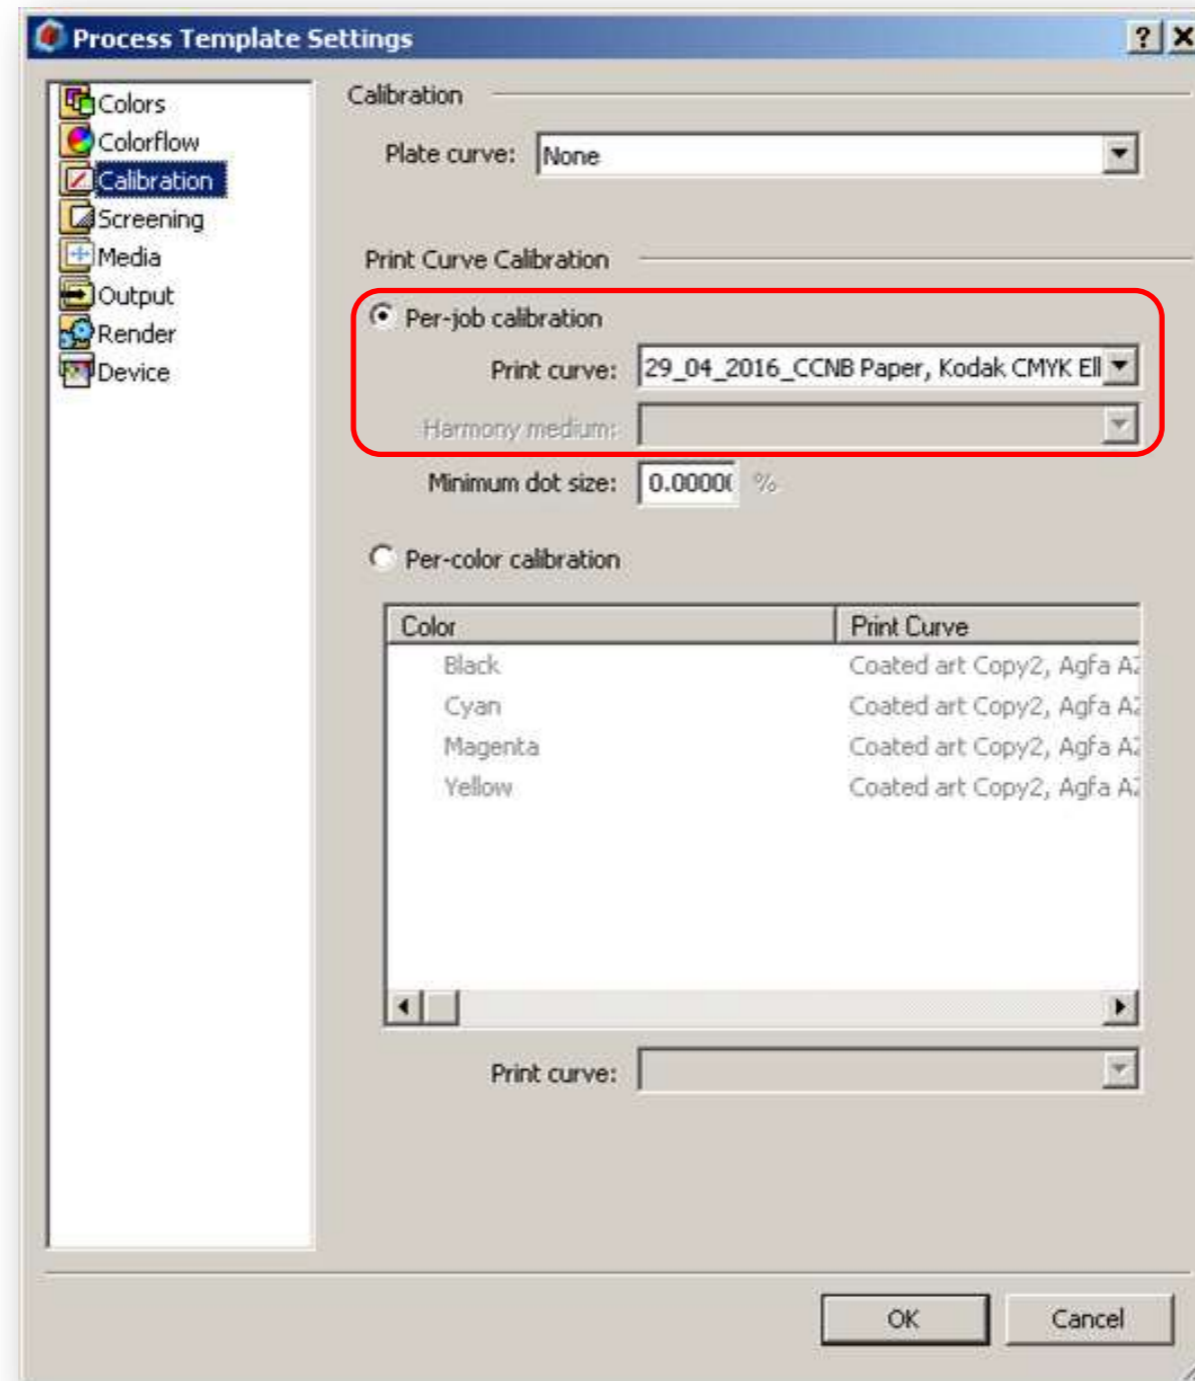 Process Template Settings
Colors
Colorflow
Calibration
Screening
Media
Output
Render
Device
Calibration
Plate curve: None
Print Curve Calibration
Per-job calibration
Print curve: 29_04_2016_CCNB Paper, Kodak CMYK Ell
Harmony medium:
Minimum dot size: 0.0000 %
Per-color calibration
Color Print Curve
Black Coated art Copy2, Agfa A
Cyan Coated art Copy2, Agfa A
Magenta Coated art Copy2, Agfa A
Yellow Coated art Copy2, Agfa A
Print curve:
OK Cancel